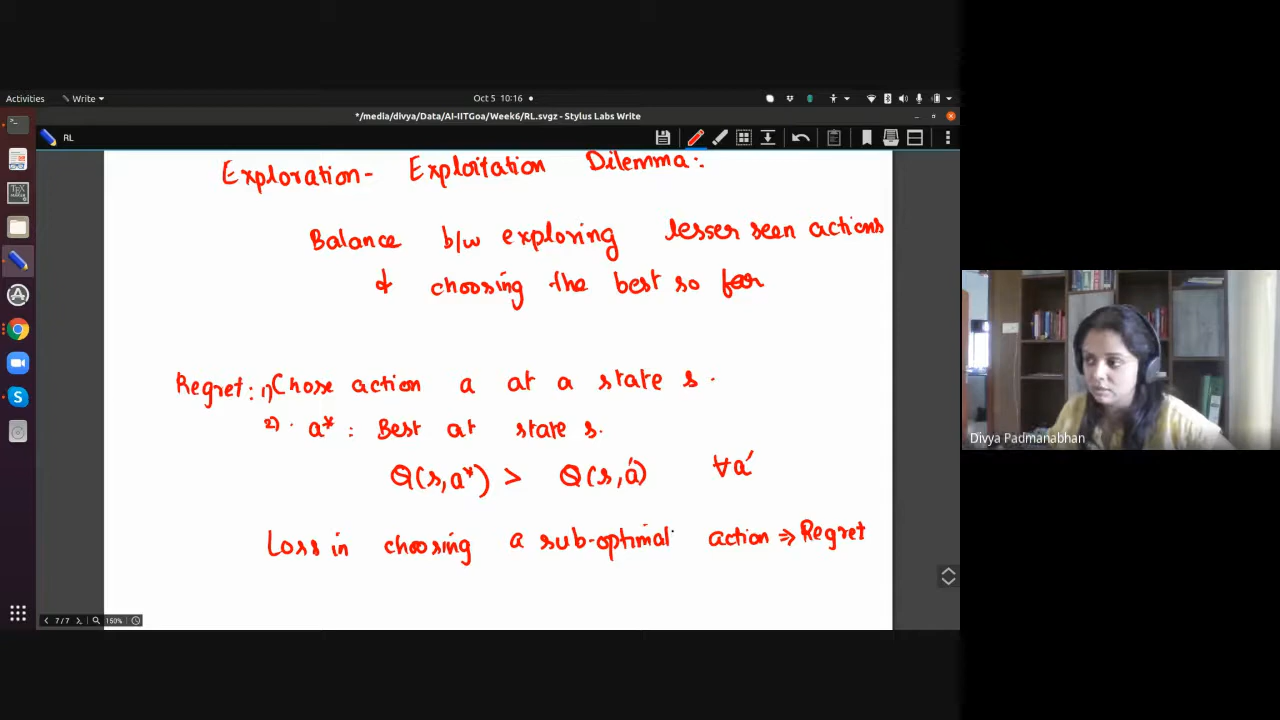 Activities Write Oct 5 10:16
*/media/divya/Data/AI-IITGoa/Week6/RL.svgz - Stylus Labs Write
RL
Exploration- Exploitation Dilemma:.
Balance b/w exploring lesser seen actions
& choosing the best so far
Regret: 1) Chose action a at a state s.
2) . a* : Best at state s.
Q(s,a*) > Q(s,a') ∀a'
Loss in choosing a sub-optimal action => Regret
Divya Padmanabhan
7/7 150%